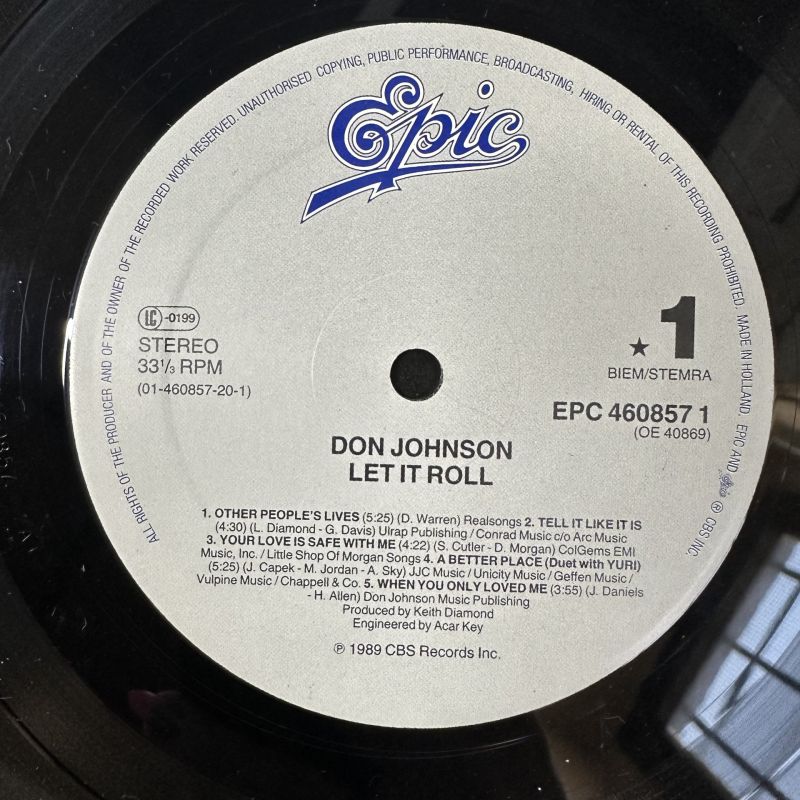 ALL RIGHTS OF THE PRODUCER AND OF THE OWNER OF THE RECORDED WORK RESERVED. UNAUTHORISED COPYING, PUBLIC PERFORMANCE, BROADCASTING, HIRING OR RENTAL OF THIS RECORDING PROHIBITED. MADE IN HOLLAND. EPIC AND Epic ® CBS INC.
Epic
LC -0199
STEREO
33 1/3 RPM
(01-460857-20-1)
★ 1
BIEM/STEMRA
EPC 460857 1
(OE 40869)
DON JOHNSON
LET IT ROLL
1. OTHER PEOPLE'S LIVES (5:25) (D. Warren) Realsongs 2. TELL IT LIKE IT IS
(4:30) (L. Diamond - G. Davis) Ulrap Publishing / Conrad Music c/o Arc Music
3. YOUR LOVE IS SAFE WITH ME (4:22) (S. Cutler - D. Morgan) ColGems EMI
Music, Inc. / Little Shop Of Morgan Songs 4. A BETTER PLACE (Duet with YURI)
(5:25) (J. Capek - M. Jordan - A. Sky) JJC Music / Unicity Music / Geffen Music /
Vulpine Music / Chappell & Co. 5. WHEN YOU ONLY LOVED ME (3:55) (J. Daniels
- H. Allen) Don Johnson Music Publishing
Produced by Keith Diamond
Engineered by Acar Key
℗ 1989 CBS Records Inc.